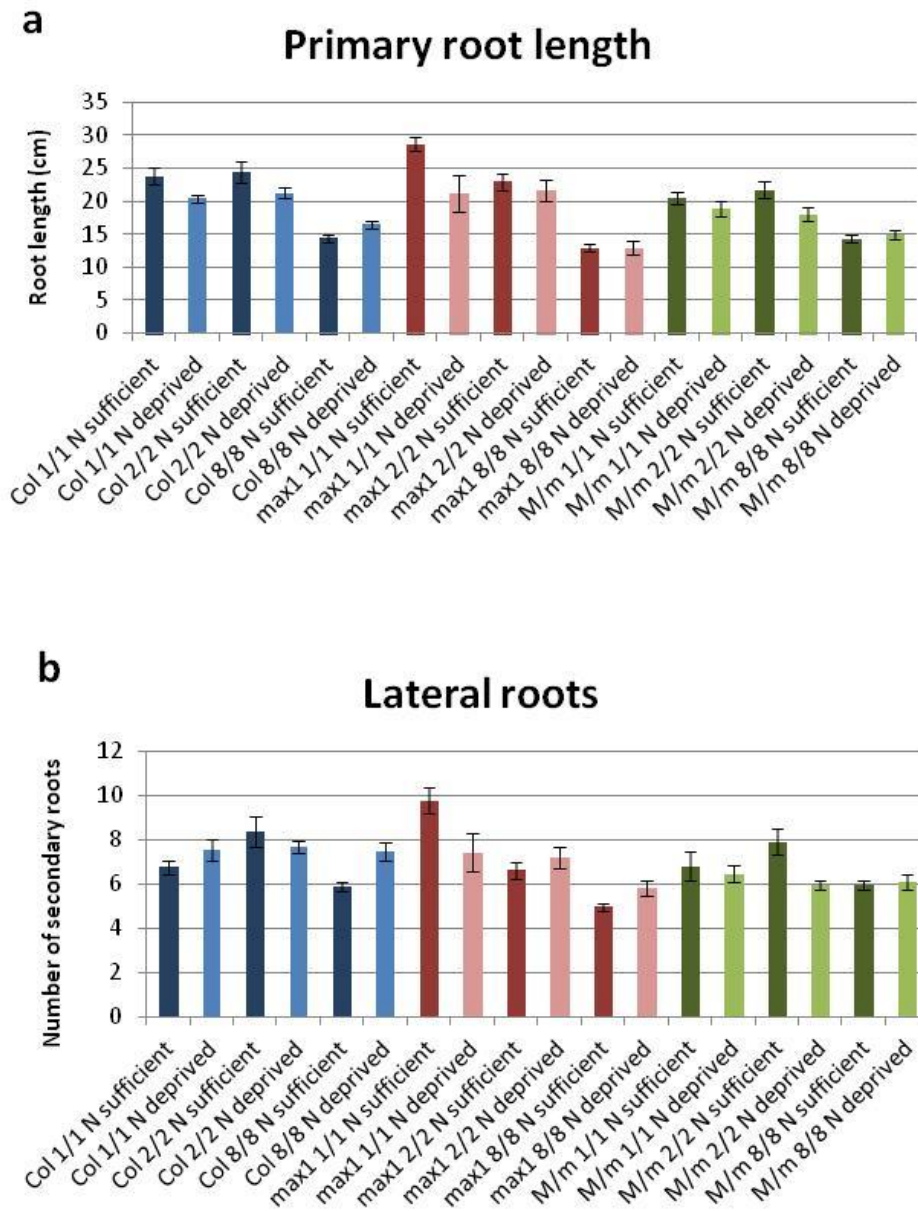 a
Primary root length
Root length (cm)
35
30
25
20
15
10
5
0
Col 1/1 N sufficient
Col 1/1 N deprived
Col 2/2 N sufficient
Col 2/2 N deprived
Col 8/8 N sufficient
Col 8/8 N deprived
max1 1/1 N sufficient
max1 1/1 N deprived
max1 2/2 N sufficient
max1 2/2 N deprived
max1 8/8 N sufficient
max1 8/8 N deprived
M/m 1/1 N sufficient
M/m 1/1 N deprived
M/m 2/2 N sufficient
M/m 2/2 N deprived
M/m 8/8 N sufficient
M/m 8/8 N deprived
b
Lateral roots
Number of secondary roots
12
10
8
6
4
2
0
Col 1/1 N sufficient
Col 1/1 N deprived
Col 2/2 N sufficient
Col 2/2 N deprived
Col 8/8 N sufficient
Col 8/8 N deprived
max1 1/1 N sufficient
max1 1/1 N deprived
max1 2/2 N sufficient
max1 2/2 N deprived
max1 8/8 N sufficient
max1 8/8 N deprived
M/m 1/1 N sufficient
M/m 1/1 N deprived
M/m 2/2 N sufficient
M/m 2/2 N deprived
M/m 8/8 N sufficient
M/m 8/8 N deprived